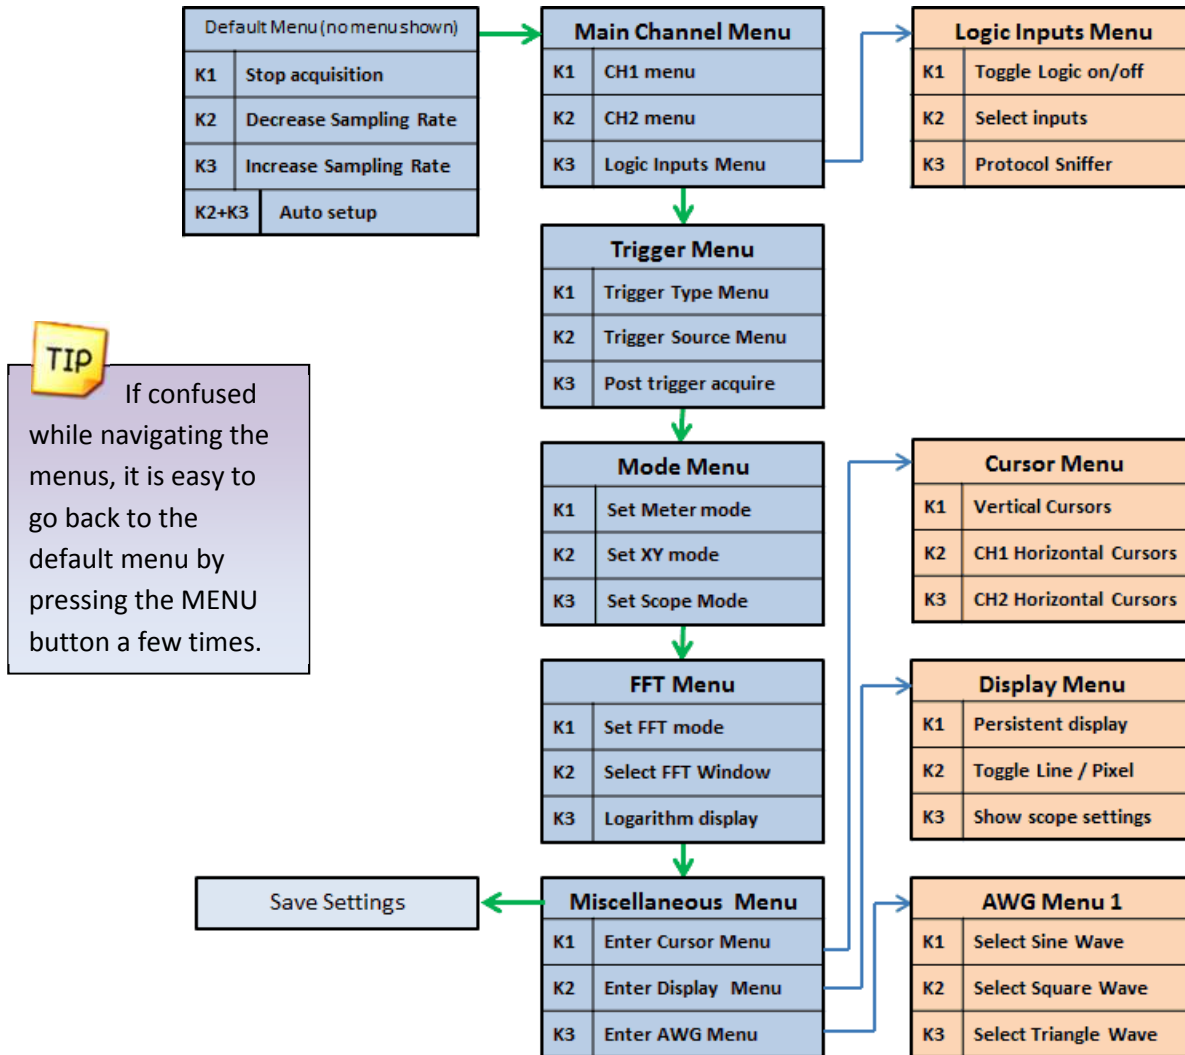 Default Menu (no menu shown)
K1 Stop acquisition
K2 Decrease Sampling Rate
K3 Increase Sampling Rate
K2+K3 Auto setup
Main Channel Menu
K1 CH1 menu
K2 CH2 menu
K3 Logic Inputs Menu
Logic Inputs Menu
K1 Toggle Logic on/off
K2 Select inputs
K3 Protocol Sniffer
Trigger Menu
K1 Trigger Type Menu
K2 Trigger Source Menu
K3 Post trigger acquire
TIP
If confused
while navigating the
menus, it is easy to
go back to the
default menu by
pressing the MENU
button a few times.
Mode Menu
K1 Set Meter mode
K2 Set XY mode
K3 Set Scope Mode
Cursor Menu
K1 Vertical Cursors
K2 CH1 Horizontal Cursors
K3 CH2 Horizontal Cursors
FFT Menu
K1 Set FFT mode
K2 Select FFT Window
K3 Logarithm display
Display Menu
K1 Persistent display
K2 Toggle Line / Pixel
K3 Show scope settings
Save Settings
Miscellaneous Menu
K1 Enter Cursor Menu
K2 Enter Display Menu
K3 Enter AWG Menu
AWG Menu 1
K1 Select Sine Wave
K2 Select Square Wave
K3 Select Triangle Wave